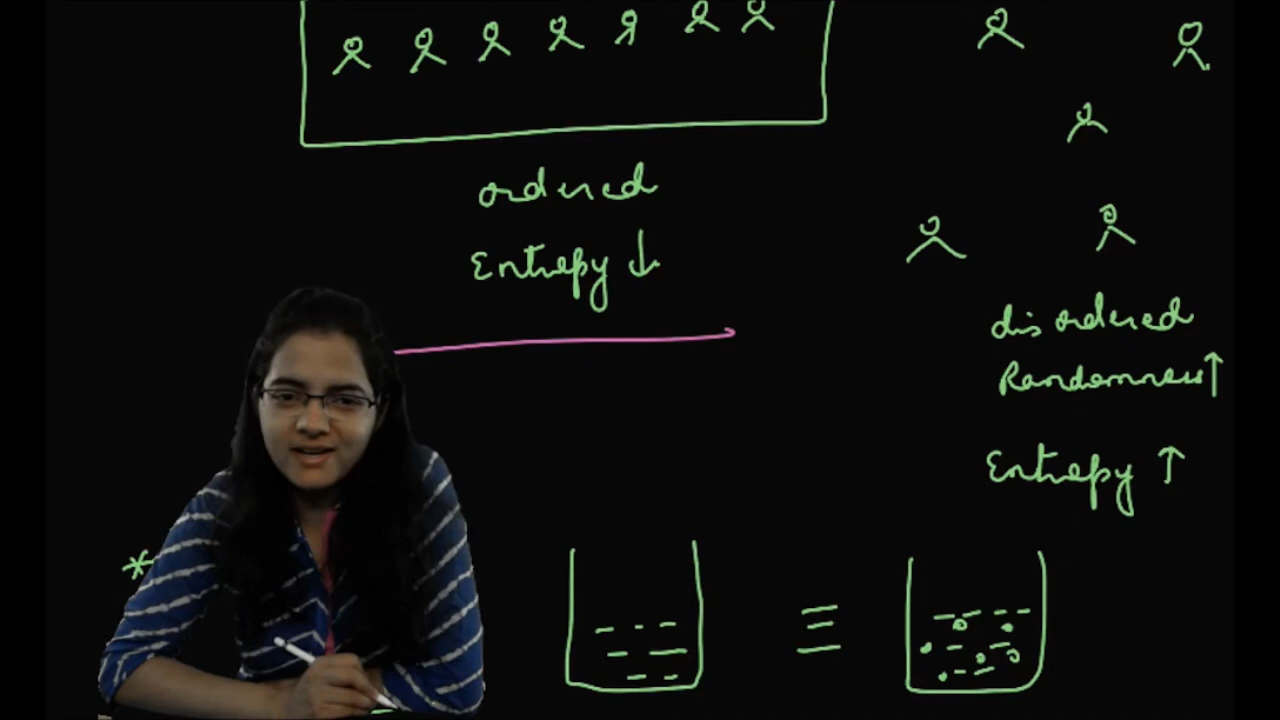 ordered
Entropy ↓
disordered
Randomness ↑
Entropy ↑
*
≡